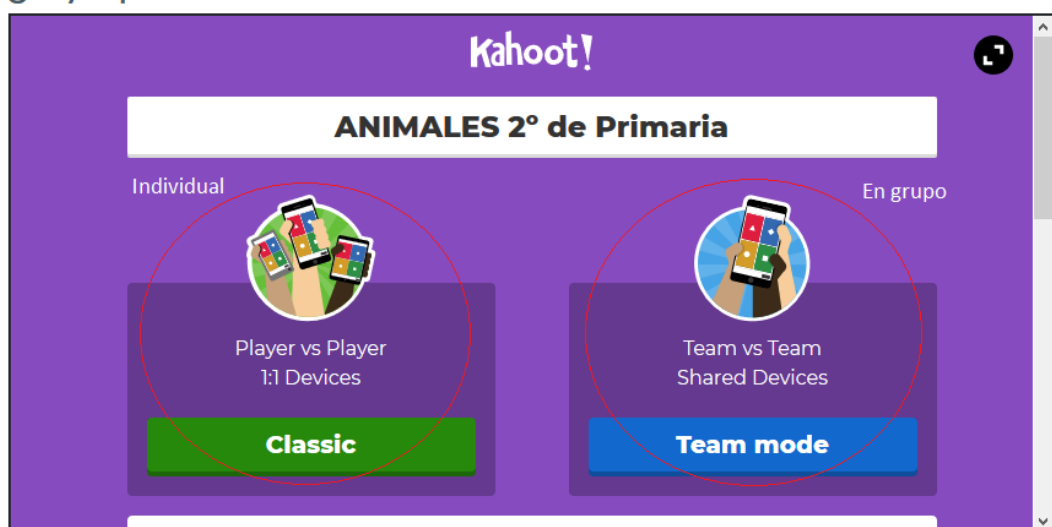 Kahoot!
ANIMALES 2º de Primaria
Individual
En grupo
Player vs Player
1:1 Devices
Classic
Team vs Team
Shared Devices
Team mode